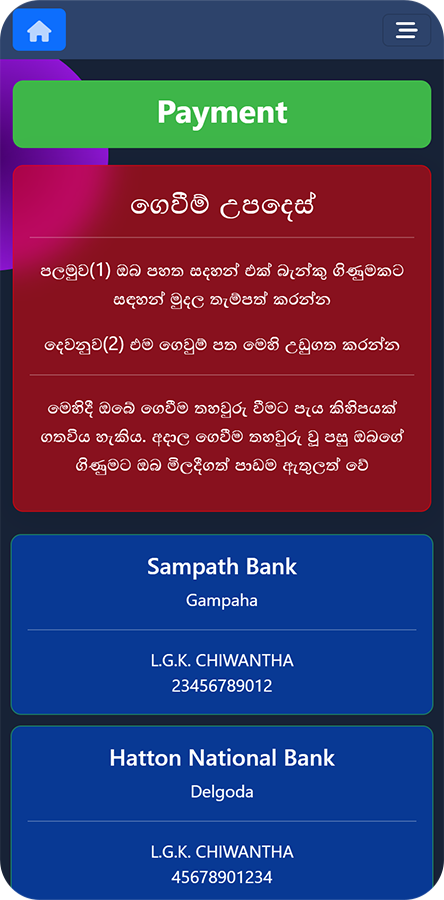 Payment
ගෙවීම් උපදෙස්
පලමුව(1) ඔබ පහත සඳහන් එක් බැන්කු ගිණුමකට
සඳහන් මුදල තැම්පත් කරන්න
දෙවනුව(2) එම ගෙවුම් පත මෙහි උඩුගත කරන්න
මෙහිදී ඔබේ ගෙවීම තහවුරු වීමට පැය කිහිපයක්
ගතවිය හැකිය. අදාල ගෙවීම තහවුරු වූ පසු ඔබගේ
ගිණුමට ඔබ මිලදීගත් පාඩම ඇතුලත් වේ
Sampath Bank
Gampaha
L.G.K. CHIWANTHA
23456789012
Hatton National Bank
Delgoda
L.G.K. CHIWANTHA
45678901234